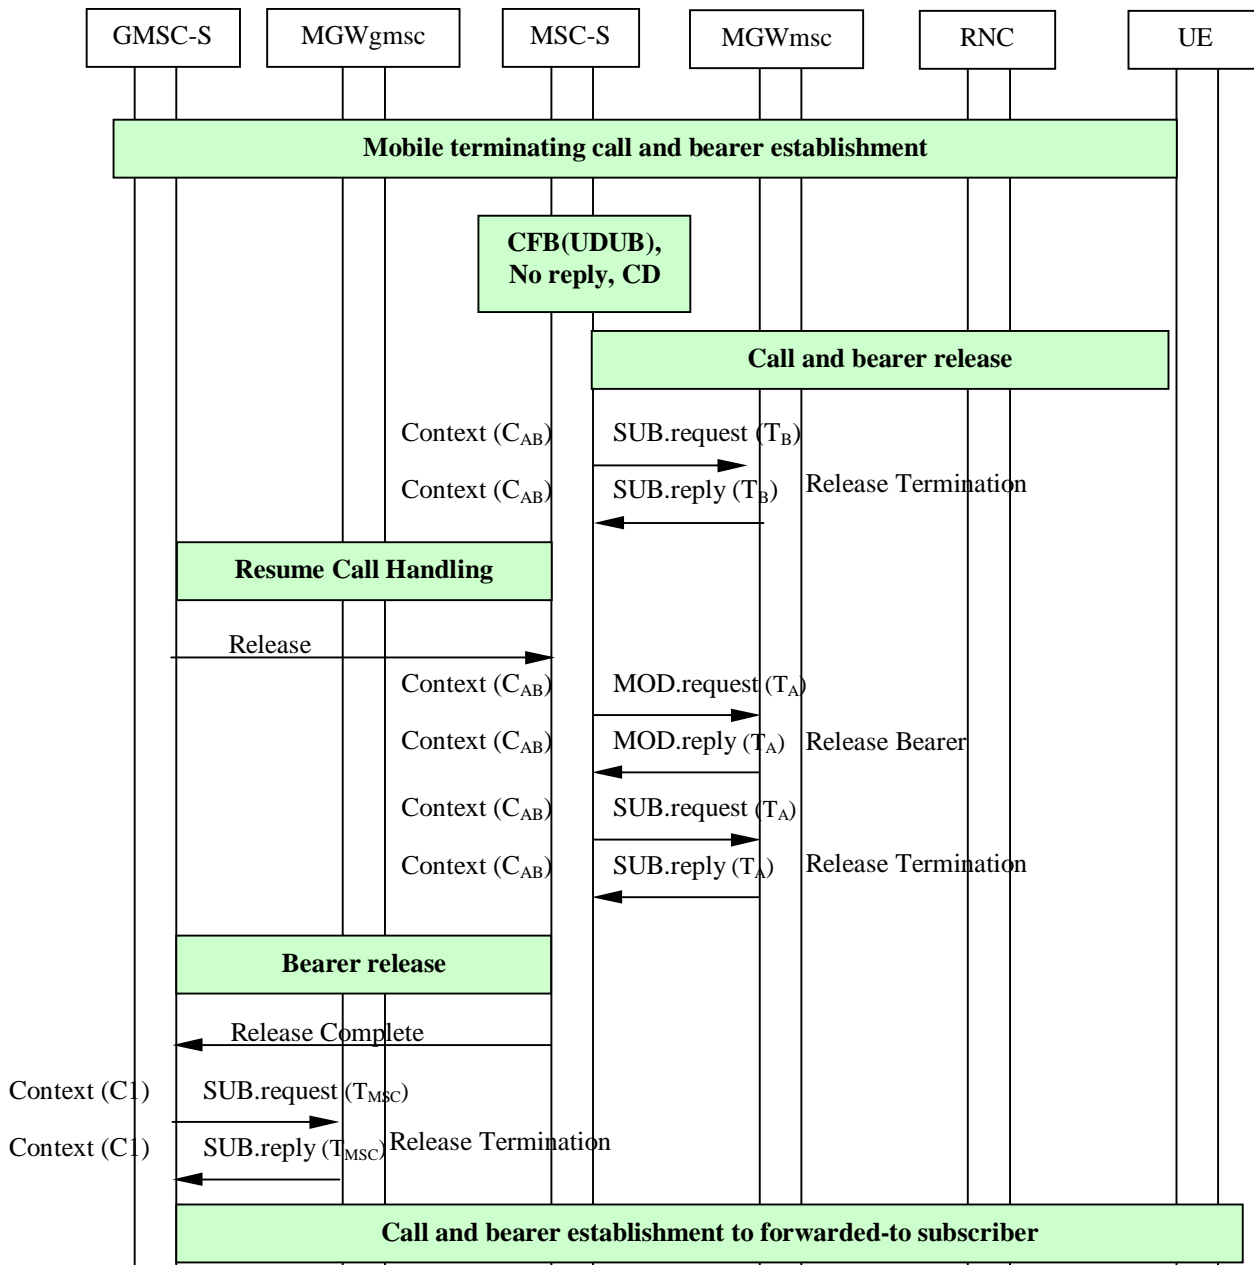 GMSC-S MGWgmsc MSC-S MGWmsc RNC UE
Mobile terminating call and bearer establishment
CFB(UDUB),
No reply, CD
Call and bearer release
Context (CAB) SUB.request (TB)
Context (CAB) SUB.reply (TB) Release Termination
Resume Call Handling
Release
Context (CAB) MOD.request (TA)
Context (CAB) MOD.reply (TA) Release Bearer
Context (CAB) SUB.request (TA)
Context (CAB) SUB.reply (TA) Release Termination
Bearer release
Release Complete
Context (C1) SUB.request (TMSC)
Context (C1) SUB.reply (TMSC) Release Termination
Call and bearer establishment to forwarded-to subscriber